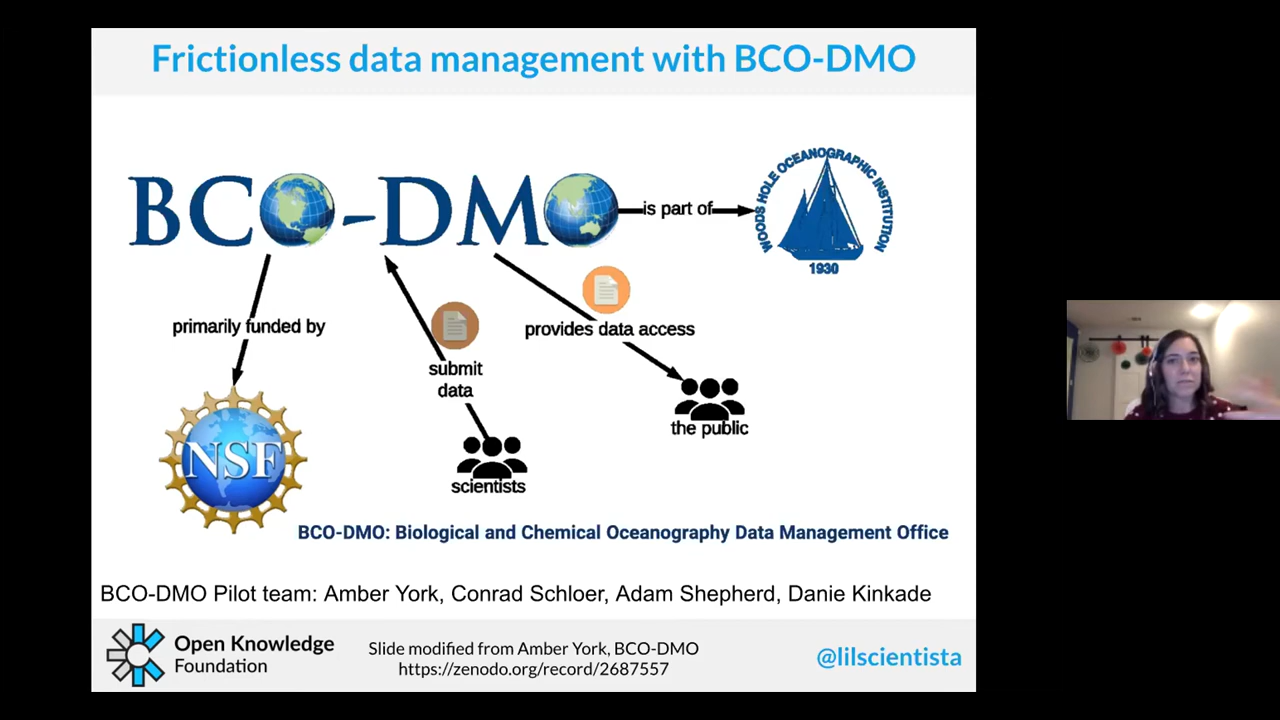 Frictionless data management with BCO-DMO
BCO-DMO
is part of
WOODS HOLE OCEANOGRAPHIC INSTITUTION
1930
primarily funded by
provides data access
submit
data
the public
NSF
scientists
BCO-DMO: Biological and Chemical Oceanography Data Management Office
BCO-DMO Pilot team: Amber York, Conrad Schloer, Adam Shepherd, Danie Kinkade
Open Knowledge
Foundation
Slide modified from Amber York, BCO-DMO
https://zenodo.org/record/2687557
@lilscientista